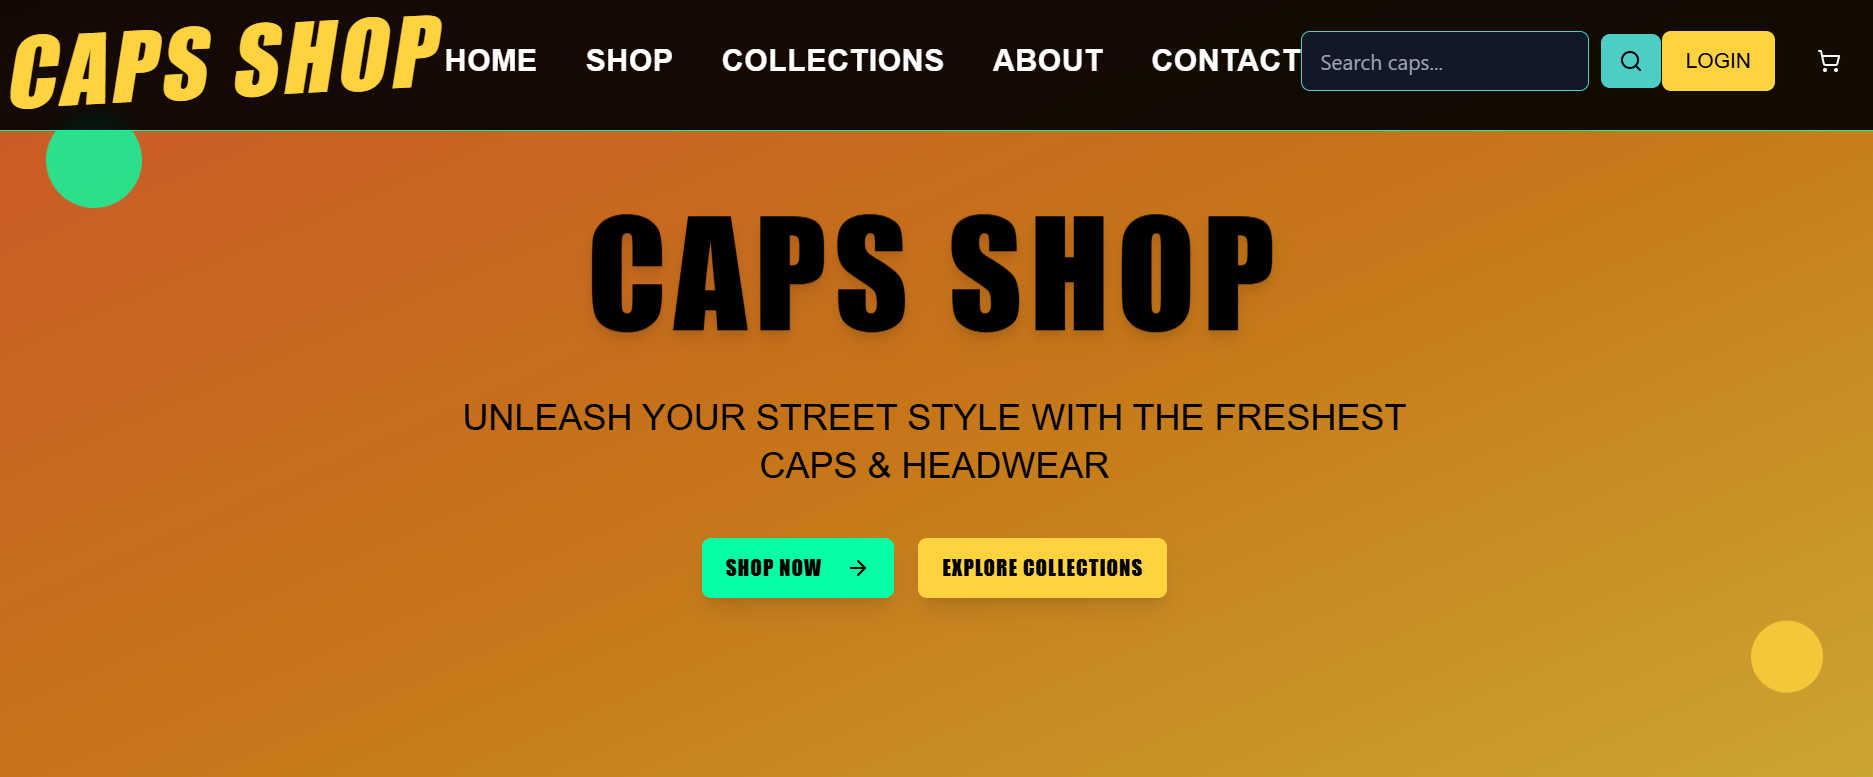 CAPS SHOP
HOME SHOP COLLECTIONS ABOUT CONTACT Search caps... LOGIN
CAPS SHOP
UNLEASH YOUR STREET STYLE WITH THE FRESHEST
CAPS & HEADWEAR
SHOP NOW EXPLORE COLLECTIONS